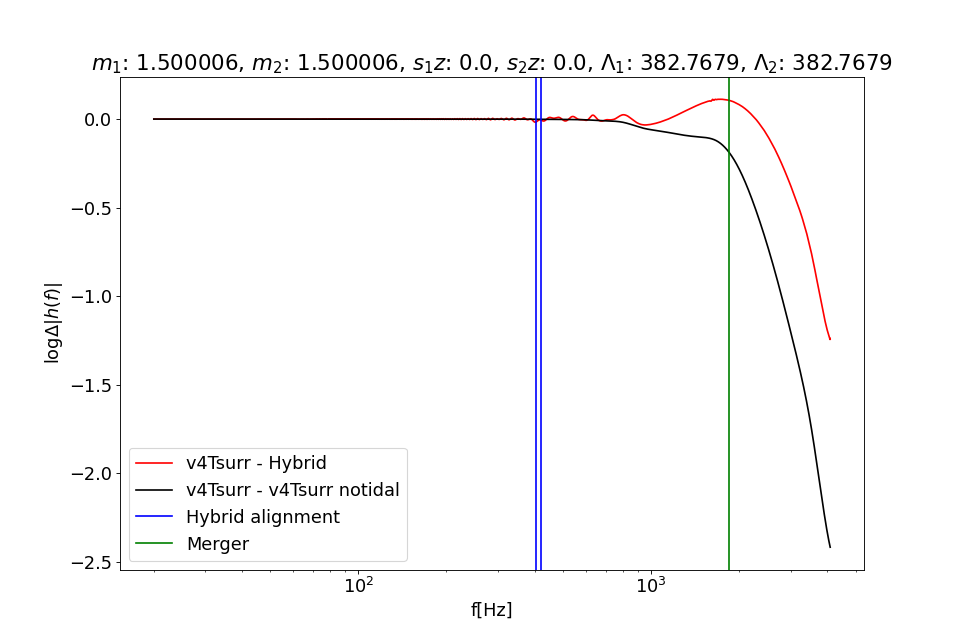 m₁: 1.500006, m₂: 1.500006, s₁z: 0.0, s₂z: 0.0, Λ₁: 382.7679, Λ₂: 382.7679
0.0
−0.5
−1.0
−1.5
−2.0
−2.5
logΔ|h(f)|
v4Tsurr - Hybrid
v4Tsurr - v4Tsurr notidal
Hybrid alignment
Merger
10² 10³
f[Hz]